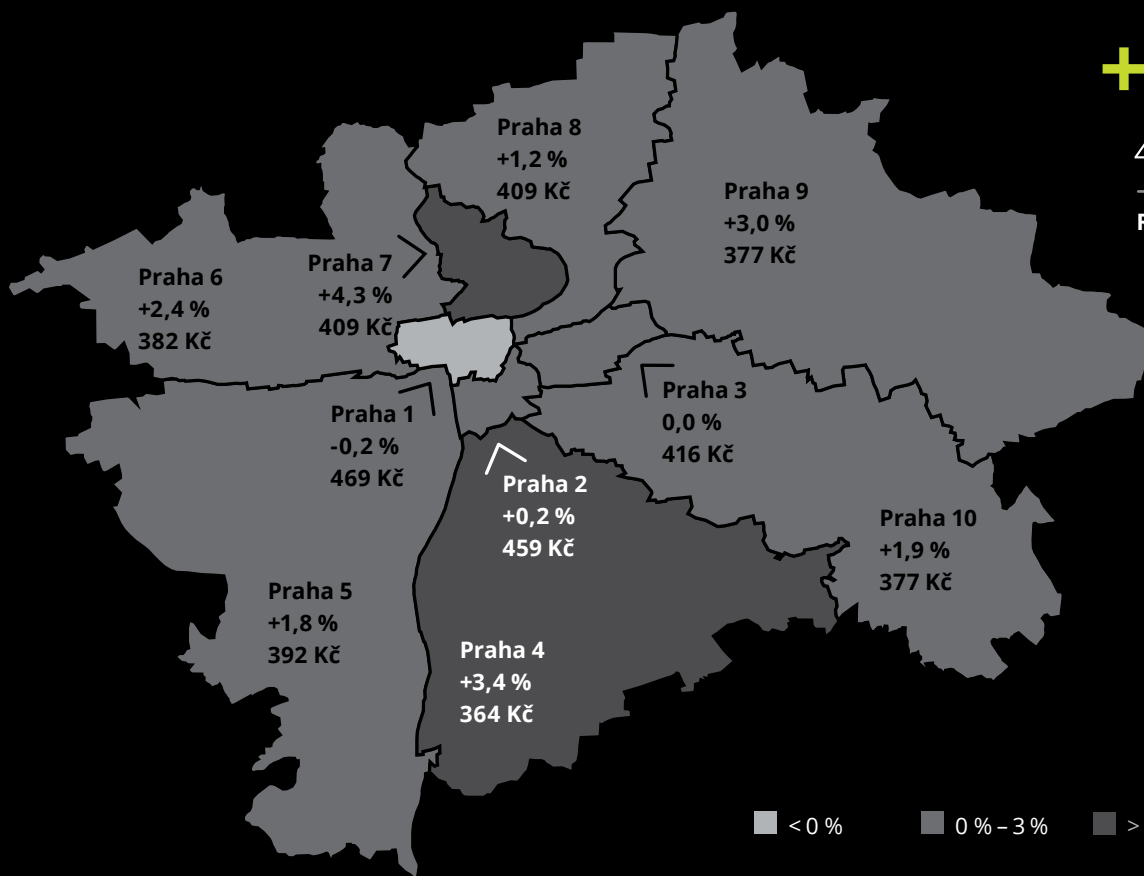 Praha 8
+1,2 %
409 Kč
Praha 9
+3,0 %
377 Kč
Praha 6
+2,4 %
382 Kč
Praha 7
+4,3 %
409 Kč
Praha 1
-0,2 %
469 Kč
Praha 3
0,0 %
416 Kč
Praha 2
+0,2 %
459 Kč
Praha 10
+1,9 %
377 Kč
Praha 5
+1,8 %
392 Kč
Praha 4
+3,4 %
364 Kč
< 0 %
0 % – 3 %
>
+